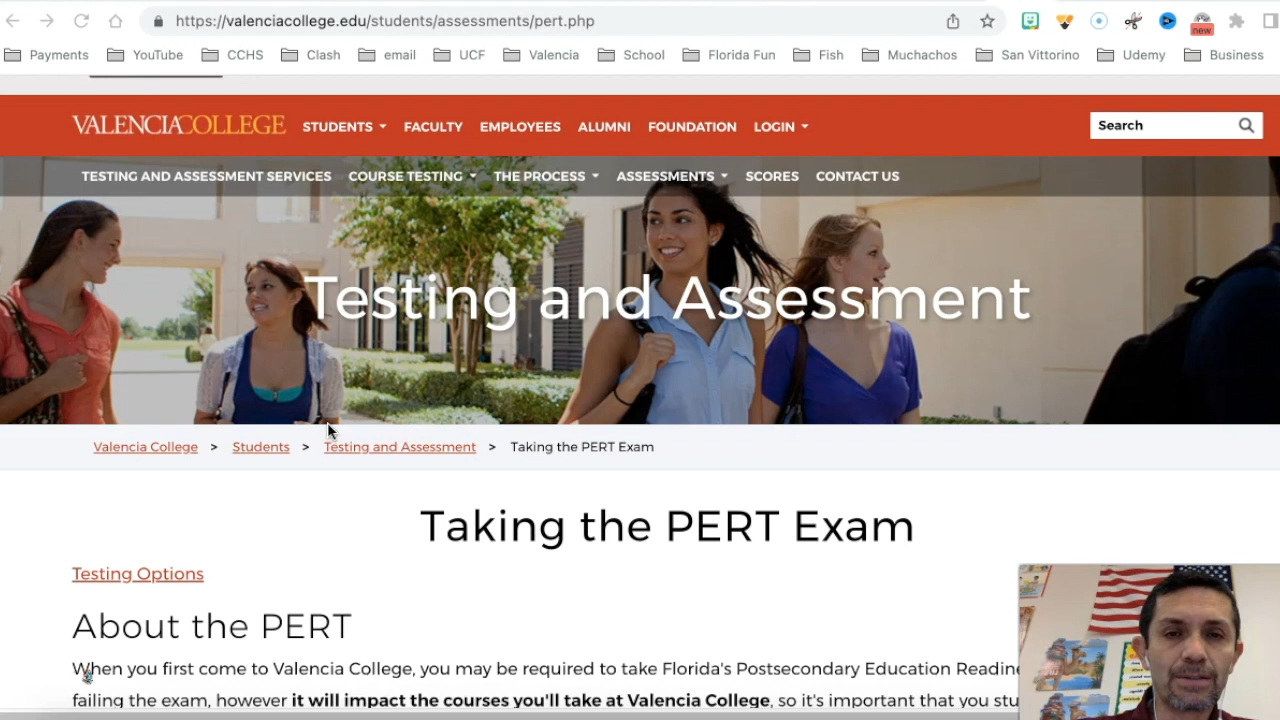 https://valenciacollege.edu/students/assessments/pert.php
new
Payments YouTube CCHS Clash email UCF Valencia School Florida Fun Fish Muchachos San Vittorino Udemy Business
VALENCIACOLLEGE STUDENTS FACULTY EMPLOYEES ALUMNI FOUNDATION LOGIN Search
TESTING AND ASSESSMENT SERVICES COURSE TESTING THE PROCESS ASSESSMENTS SCORES CONTACT US
Testing and Assessment
Valencia College > Students > Testing and Assessment > Taking the PERT Exam
Taking the PERT Exam
Testing Options
About the PERT
When you first come to Valencia College, you may be required to take Florida's Postsecondary Education Readine
failing the exam, however it will impact the courses you'll take at Valencia College, so it's important that you stu